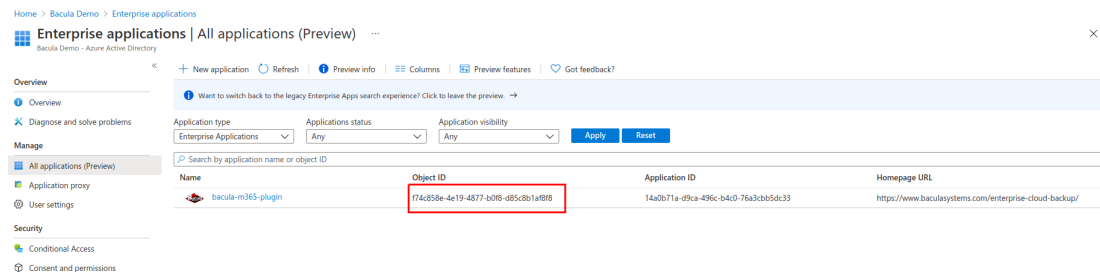 Home > Bacula Demo > Enterprise applications
Enterprise applications | All applications (Preview) ...
Bacula Demo - Azure Active Directory
«
+ New application Refresh Preview info Columns Preview features Got feedback?
Want to switch back to the legacy Enterprise Apps search experience? Click to leave the preview. →
Overview
Overview
Diagnose and solve problems
Manage
All applications (Preview)
Application proxy
User settings
Security
Conditional Access
Consent and permissions
Application type Applications status Application visibility
Enterprise Applications Any Any Apply Reset
Search by application name or object ID
Name Object ID Application ID Homepage URL
bacula-m365-plugin f74c858e-4e19-4877-b0f8-d85c8b1af8f8 14a0b71a-d9ca-496c-b4c0-76a3cbb5dc33 https://www.baculasystems.com/enterprise-cloud-backup/